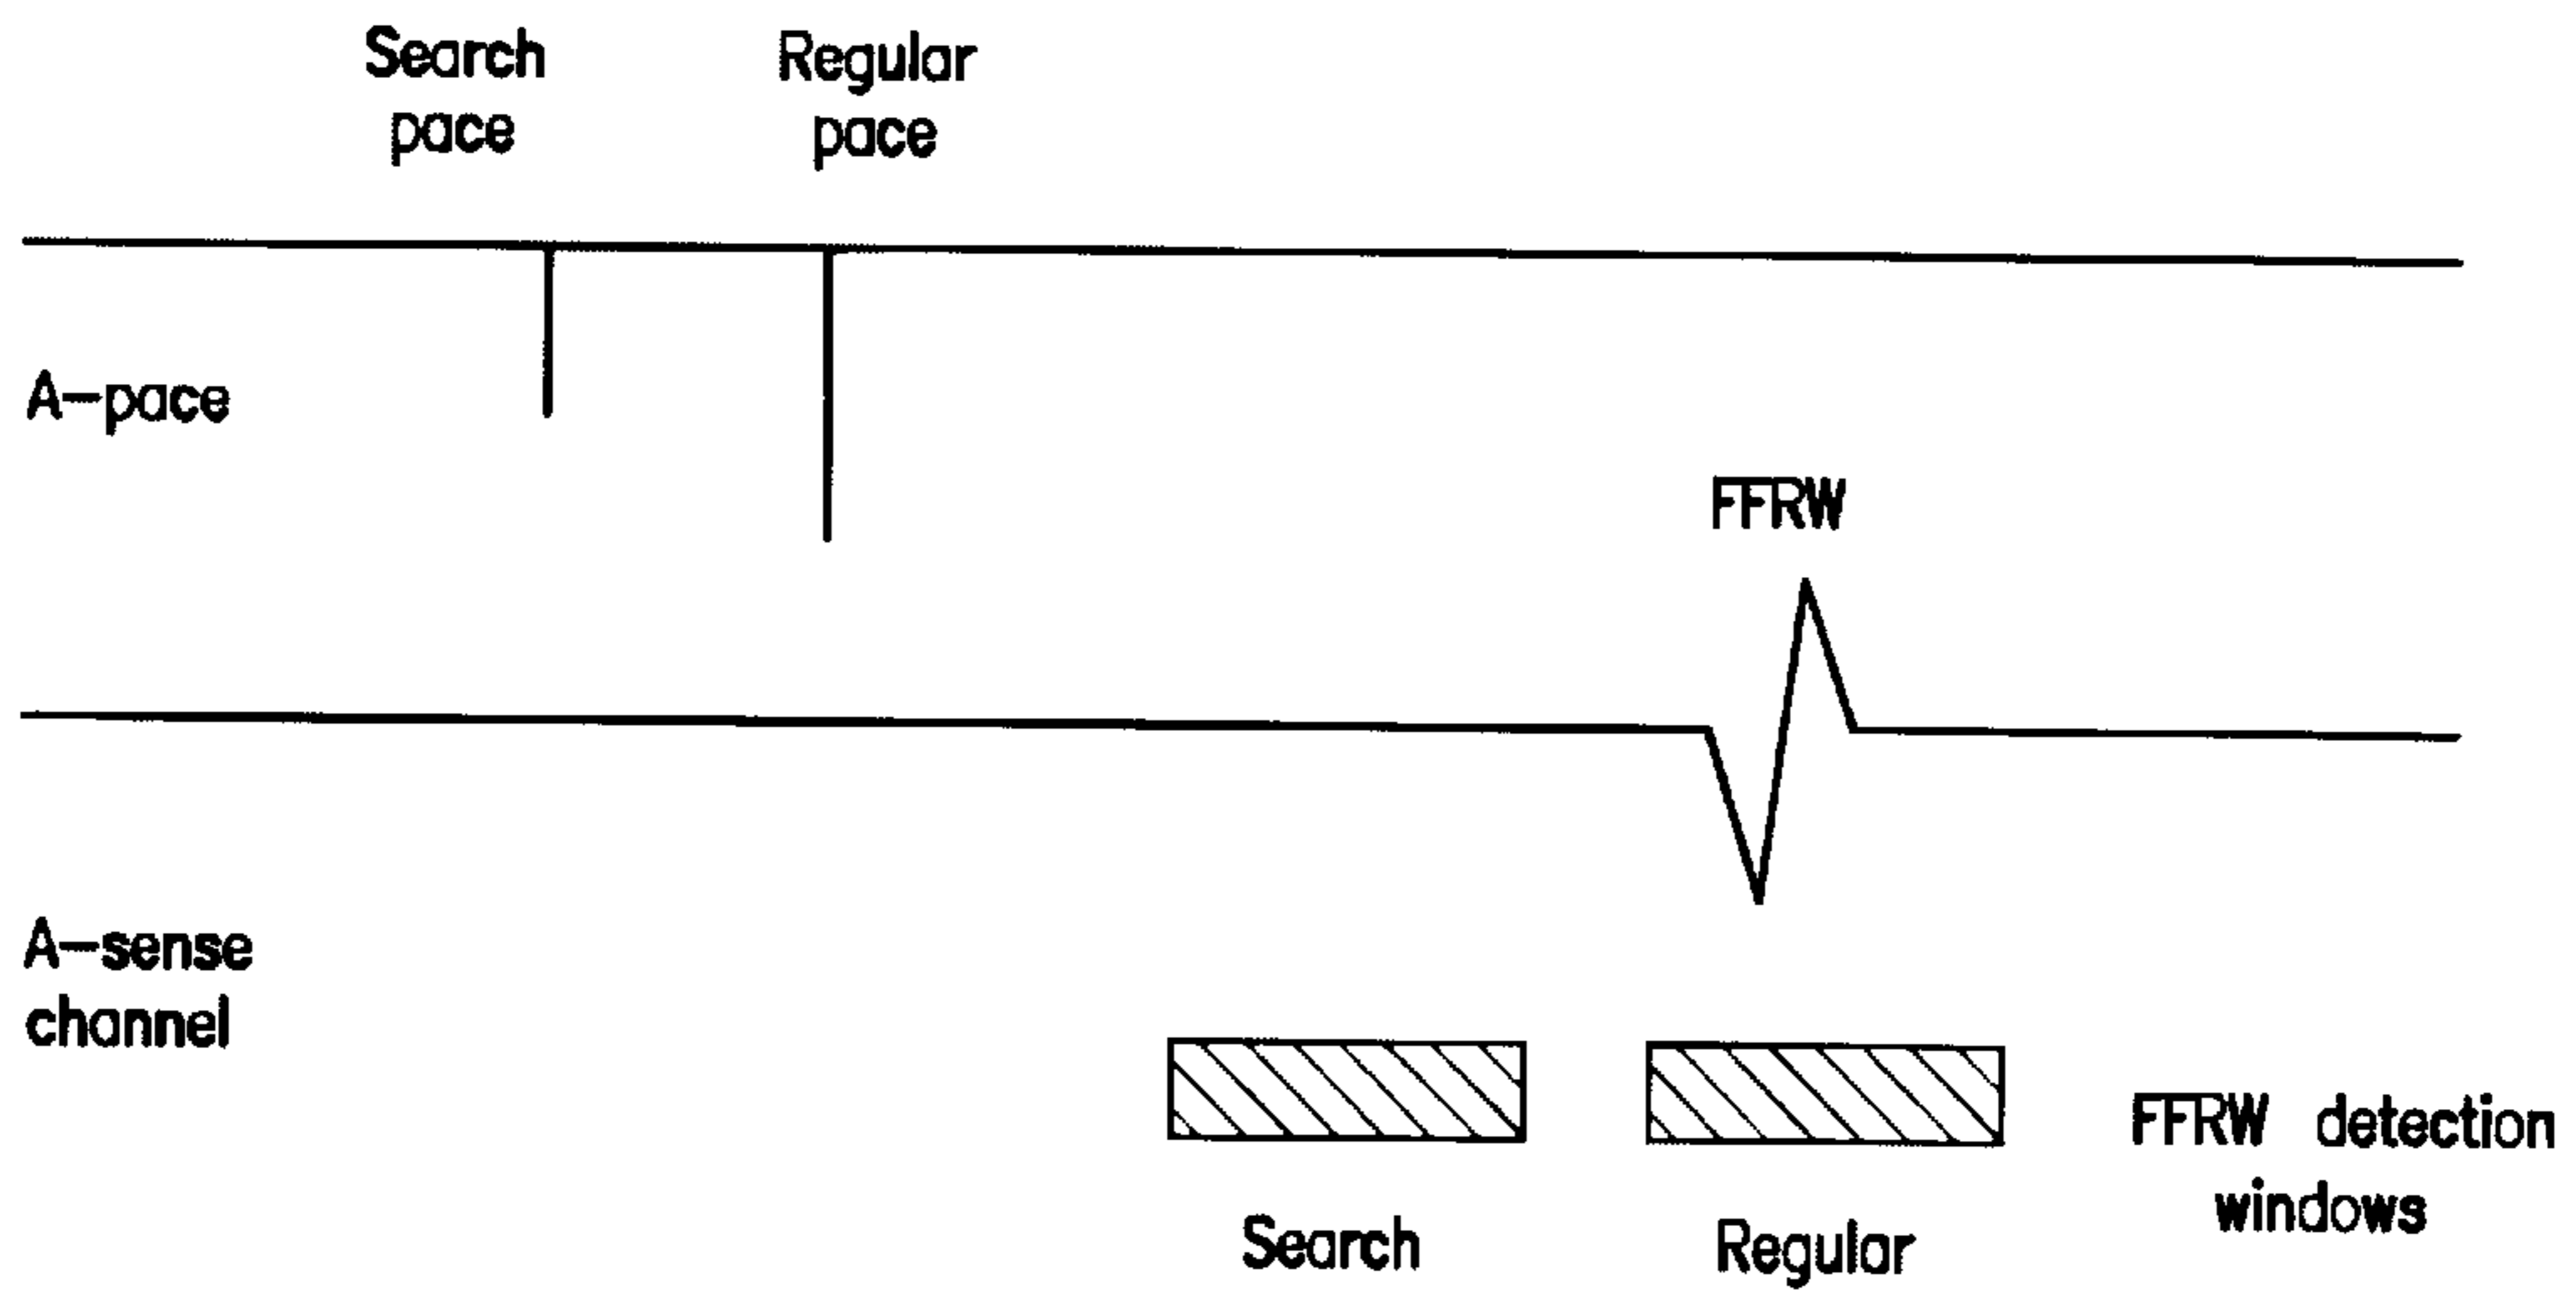 Search
pace
Regular
pace
A-pace
FFRW
A-sense
channel
Search
Regular
FFRW detection
windows